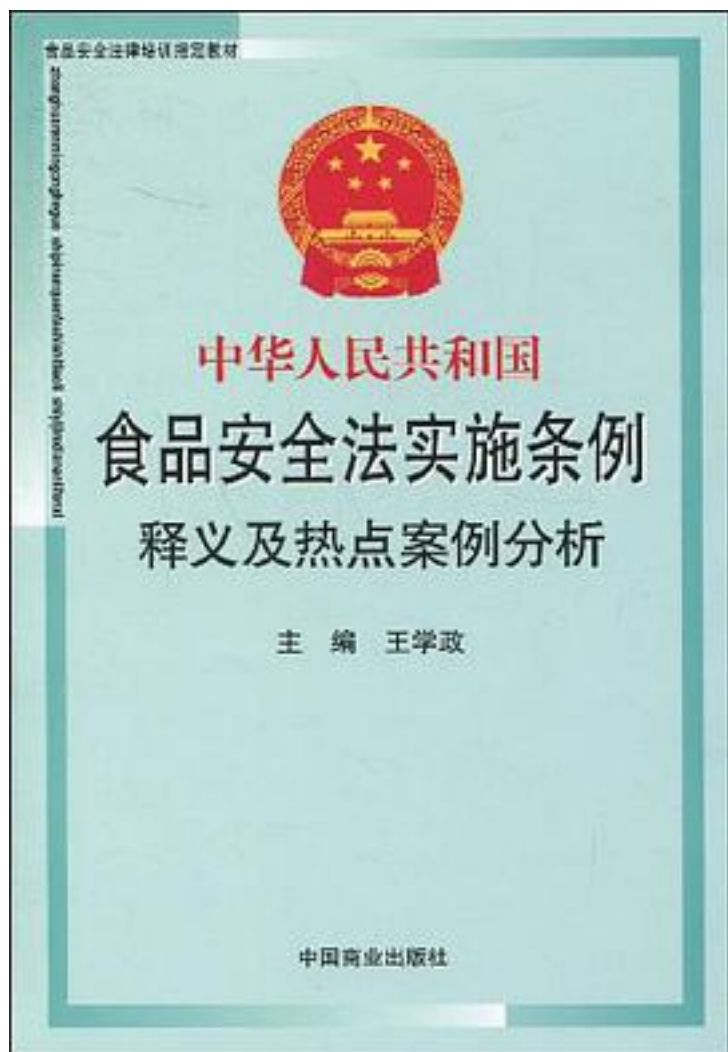 食品安全法律培训指定教材
中华人民共和国
食品安全法实施条例
释义及热点案例分析
主 编 王学政
中国商业出版社